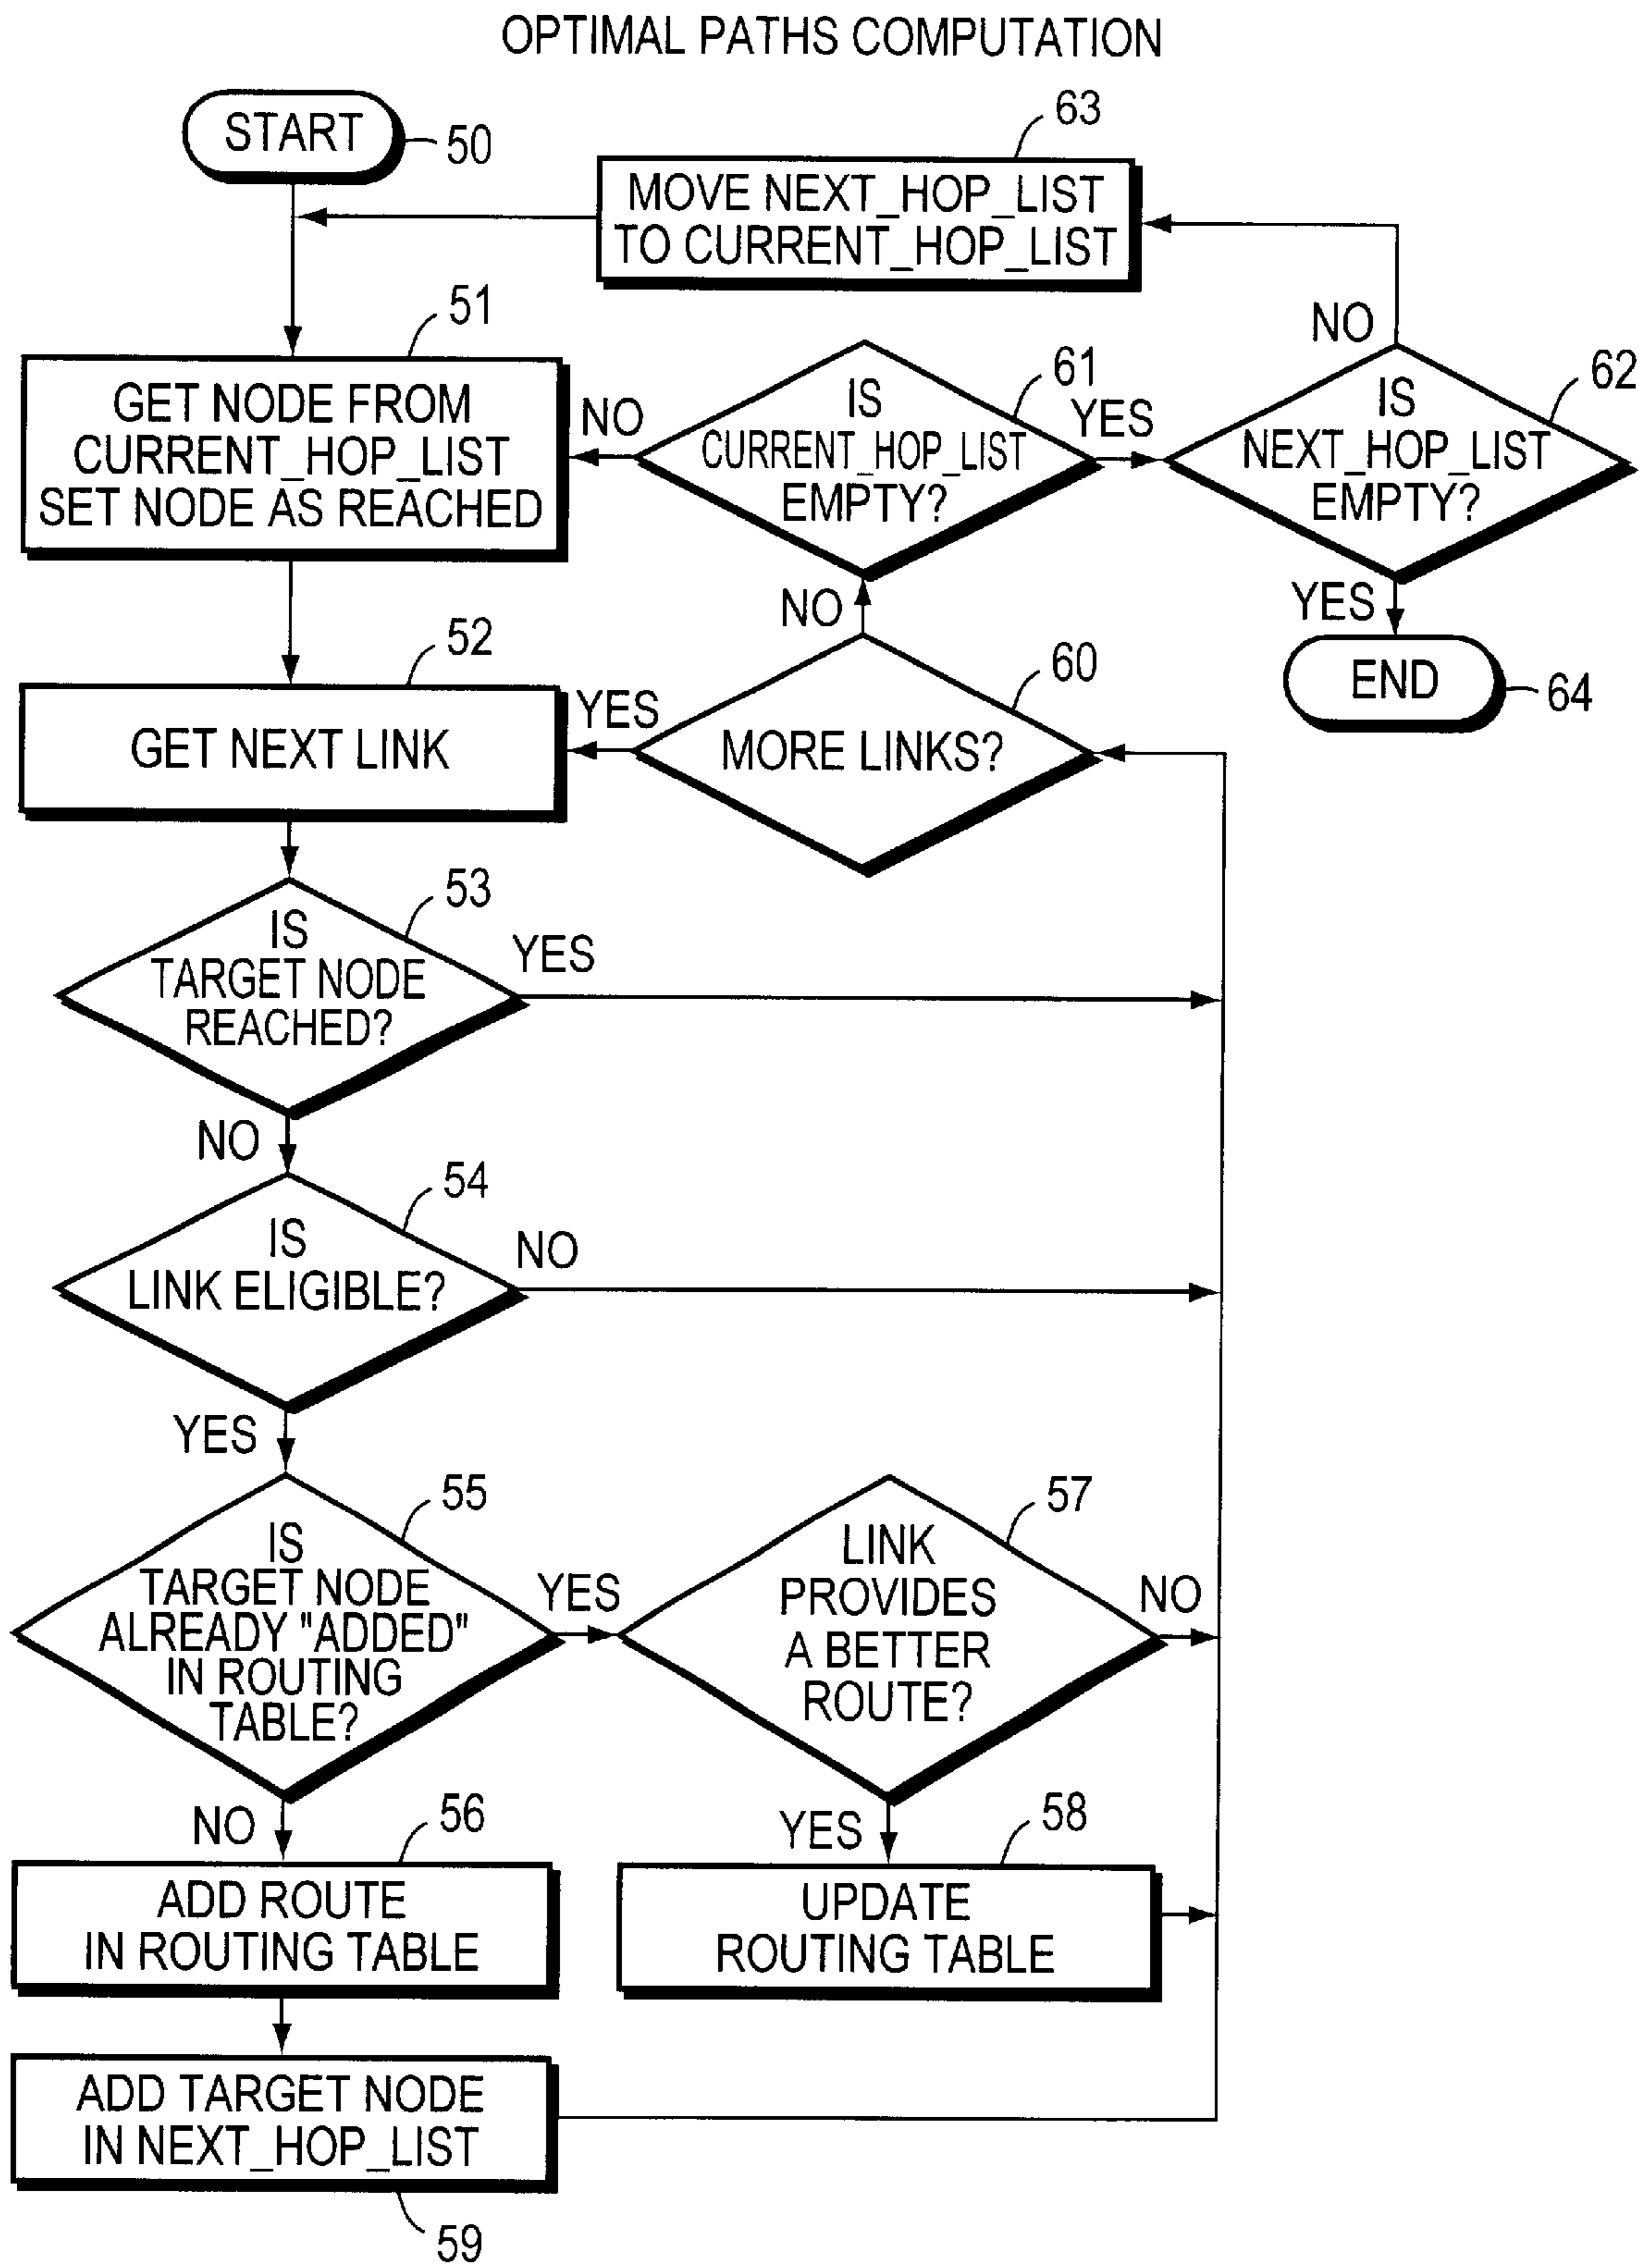 OPTIMAL PATHS COMPUTATION
START
50
63
MOVE NEXT_HOP_LIST
TO CURRENT_HOP_LIST
51
GET NODE FROM
CURRENT_HOP_LIST
SET NODE AS REACHED
NO
IS
CURRENT_HOP_LIST
EMPTY?
61
YES
NO
IS
NEXT_HOP_LIST
EMPTY?
62
YES
END
64
NO
52
GET NEXT LINK
YES
MORE LINKS?
60
53
IS
TARGET NODE
REACHED?
YES
NO
54
IS
LINK ELIGIBLE?
NO
YES
55
IS
TARGET NODE
ALREADY "ADDED"
IN ROUTING
TABLE?
YES
57
LINK
PROVIDES
A BETTER
ROUTE?
NO
NO
56
ADD ROUTE
IN ROUTING TABLE
YES
58
UPDATE
ROUTING TABLE
ADD TARGET NODE
IN NEXT_HOP_LIST
59